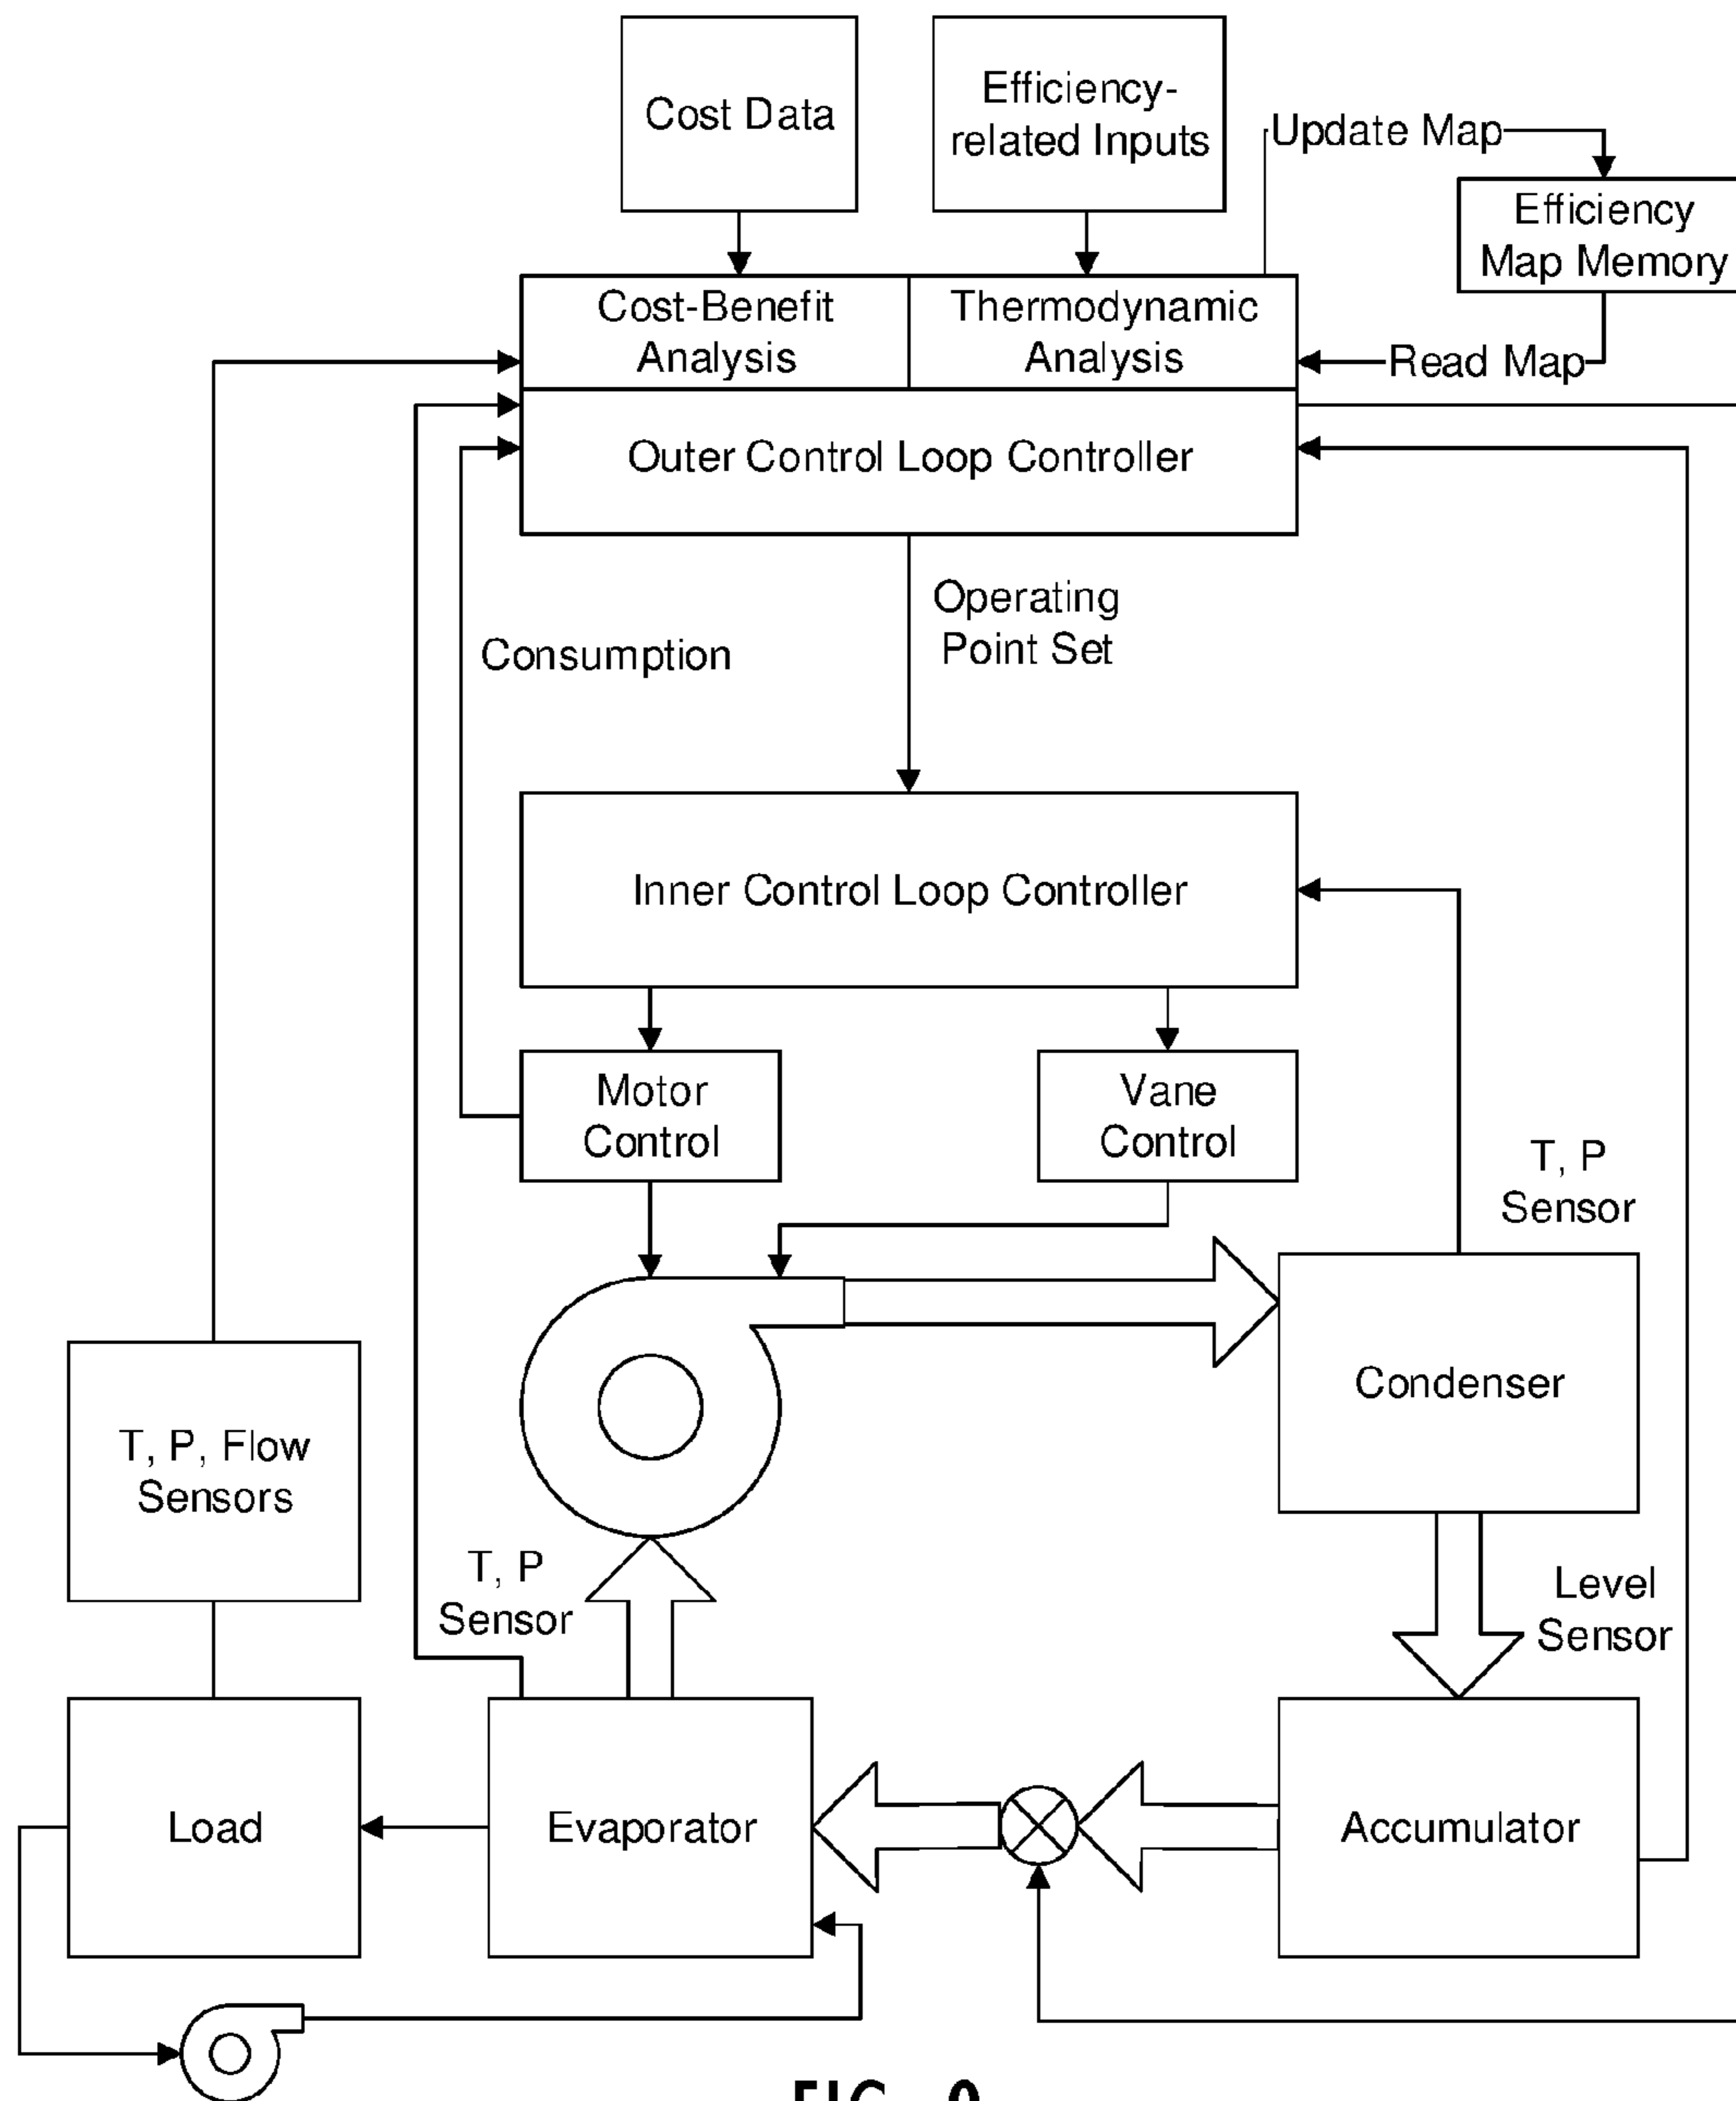 Cost Data
Efficiency-
related Inputs
Update Map
Efficiency
Map Memory
Cost-Benefit
Analysis
Thermodynamic
Analysis
Read Map
Outer Control Loop Controller
Operating
Point Set
Consumption
Inner Control Loop Controller
Motor
Control
Vane
Control
T, P
Sensor
Condenser
T, P, Flow
Sensors
T, P
Sensor
Level
Sensor
Load
Evaporator
Accumulator